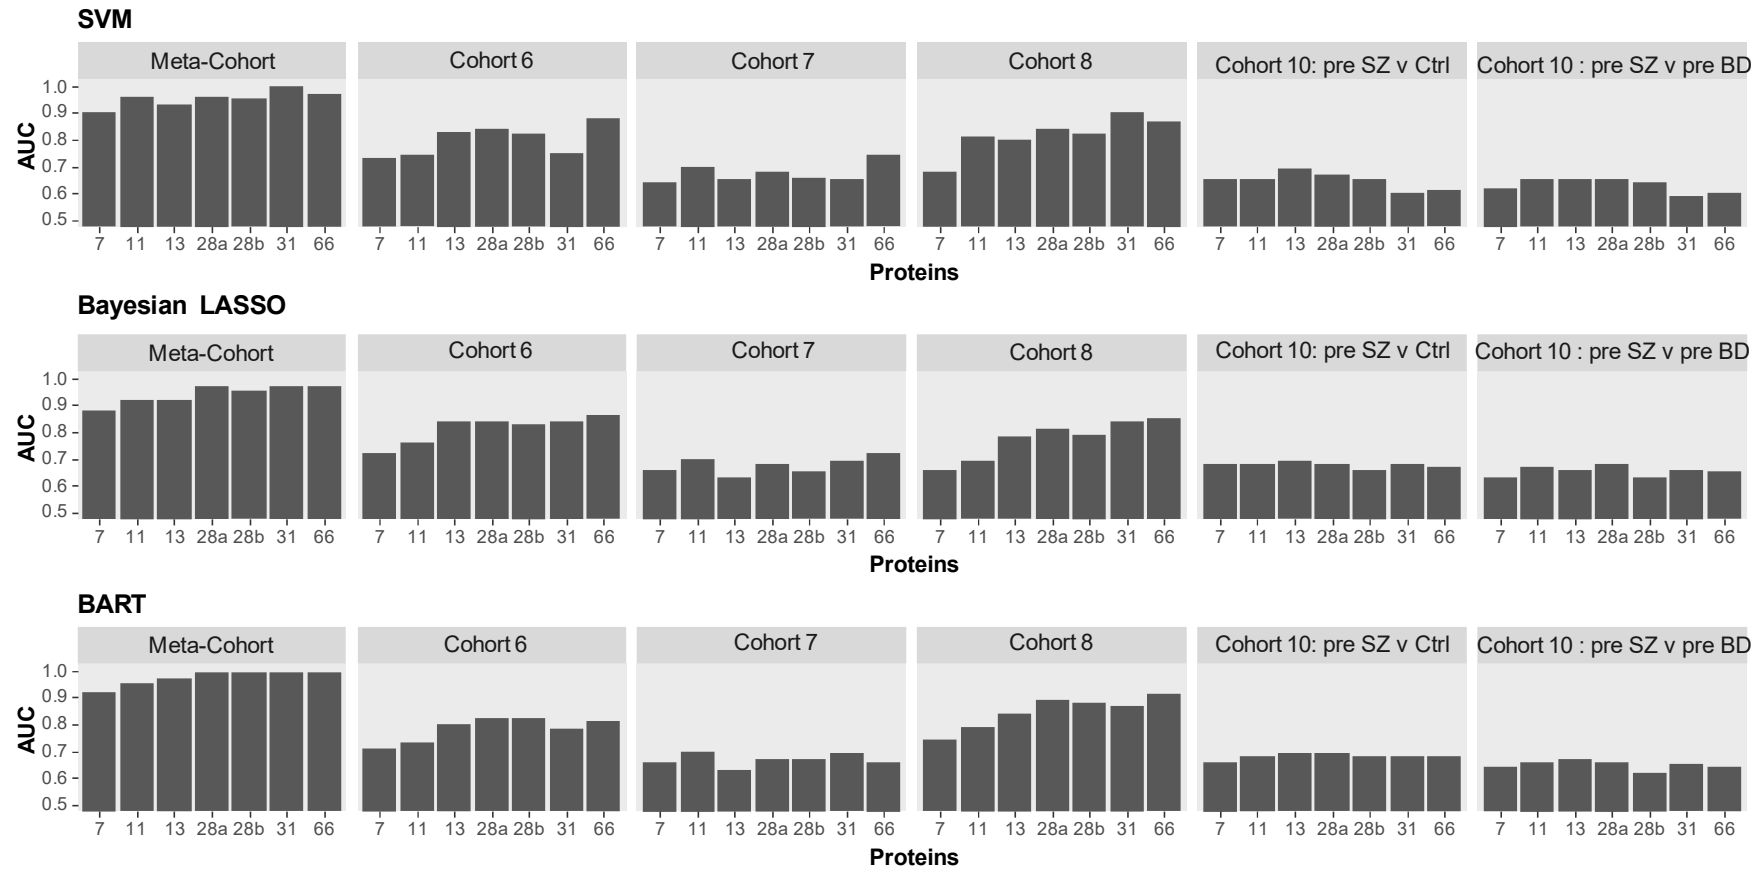 SVM
Meta-Cohort Cohort 6 Cohort 7 Cohort 8 Cohort 10: pre SZ v Ctrl Cohort 10 : pre SZ v pre BD
1.0
0.9
0.8
0.7
0.6
0.5
AUC
7 11 13 28a 28b 31 66 7 11 13 28a 28b 31 66 7 11 13 28a 28b 31 66 7 11 13 28a 28b 31 66 7 11 13 28a 28b 31 66 7 11 13 28a 28b 31 66
Proteins
Bayesian LASSO
Meta-Cohort Cohort 6 Cohort 7 Cohort 8 Cohort 10: pre SZ v Ctrl Cohort 10 : pre SZ v pre BD
1.0
0.9
0.8
0.7
0.6
0.5
AUC
7 11 13 28a 28b 31 66 7 11 13 28a 28b 31 66 7 11 13 28a 28b 31 66 7 11 13 28a 28b 31 66 7 11 13 28a 28b 31 66 7 11 13 28a 28b 31 66
Proteins
BART
Meta-Cohort Cohort 6 Cohort 7 Cohort 8 Cohort 10: pre SZ v Ctrl Cohort 10 : pre SZ v pre BD
1.0
0.9
0.8
0.7
0.6
0.5
AUC
7 11 13 28a 28b 31 66 7 11 13 28a 28b 31 66 7 11 13 28a 28b 31 66 7 11 13 28a 28b 31 66 7 11 13 28a 28b 31 66 7 11 13 28a 28b 31 66
Proteins